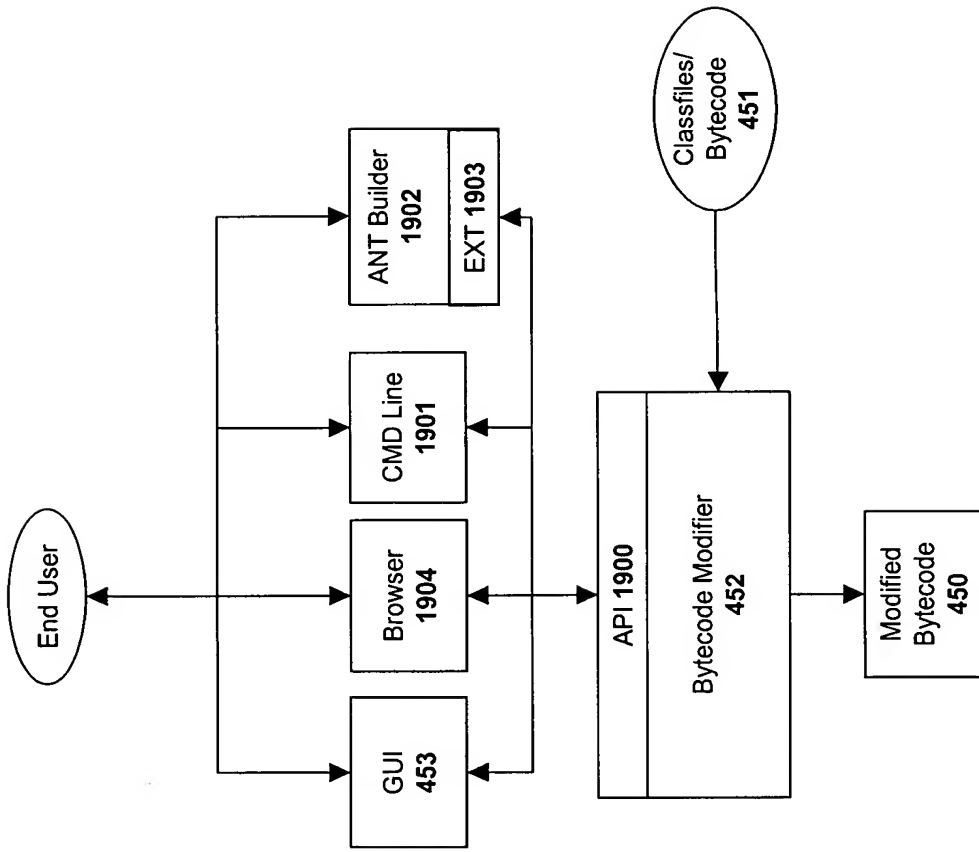 End User
GUI
453
Browser
1904
CMD Line
1901
ANT Builder
1902
EXT 1903
API 1900
Bytecode Modifier
452
Classfiles/
Bytecode
451
Modified
Bytecode
450